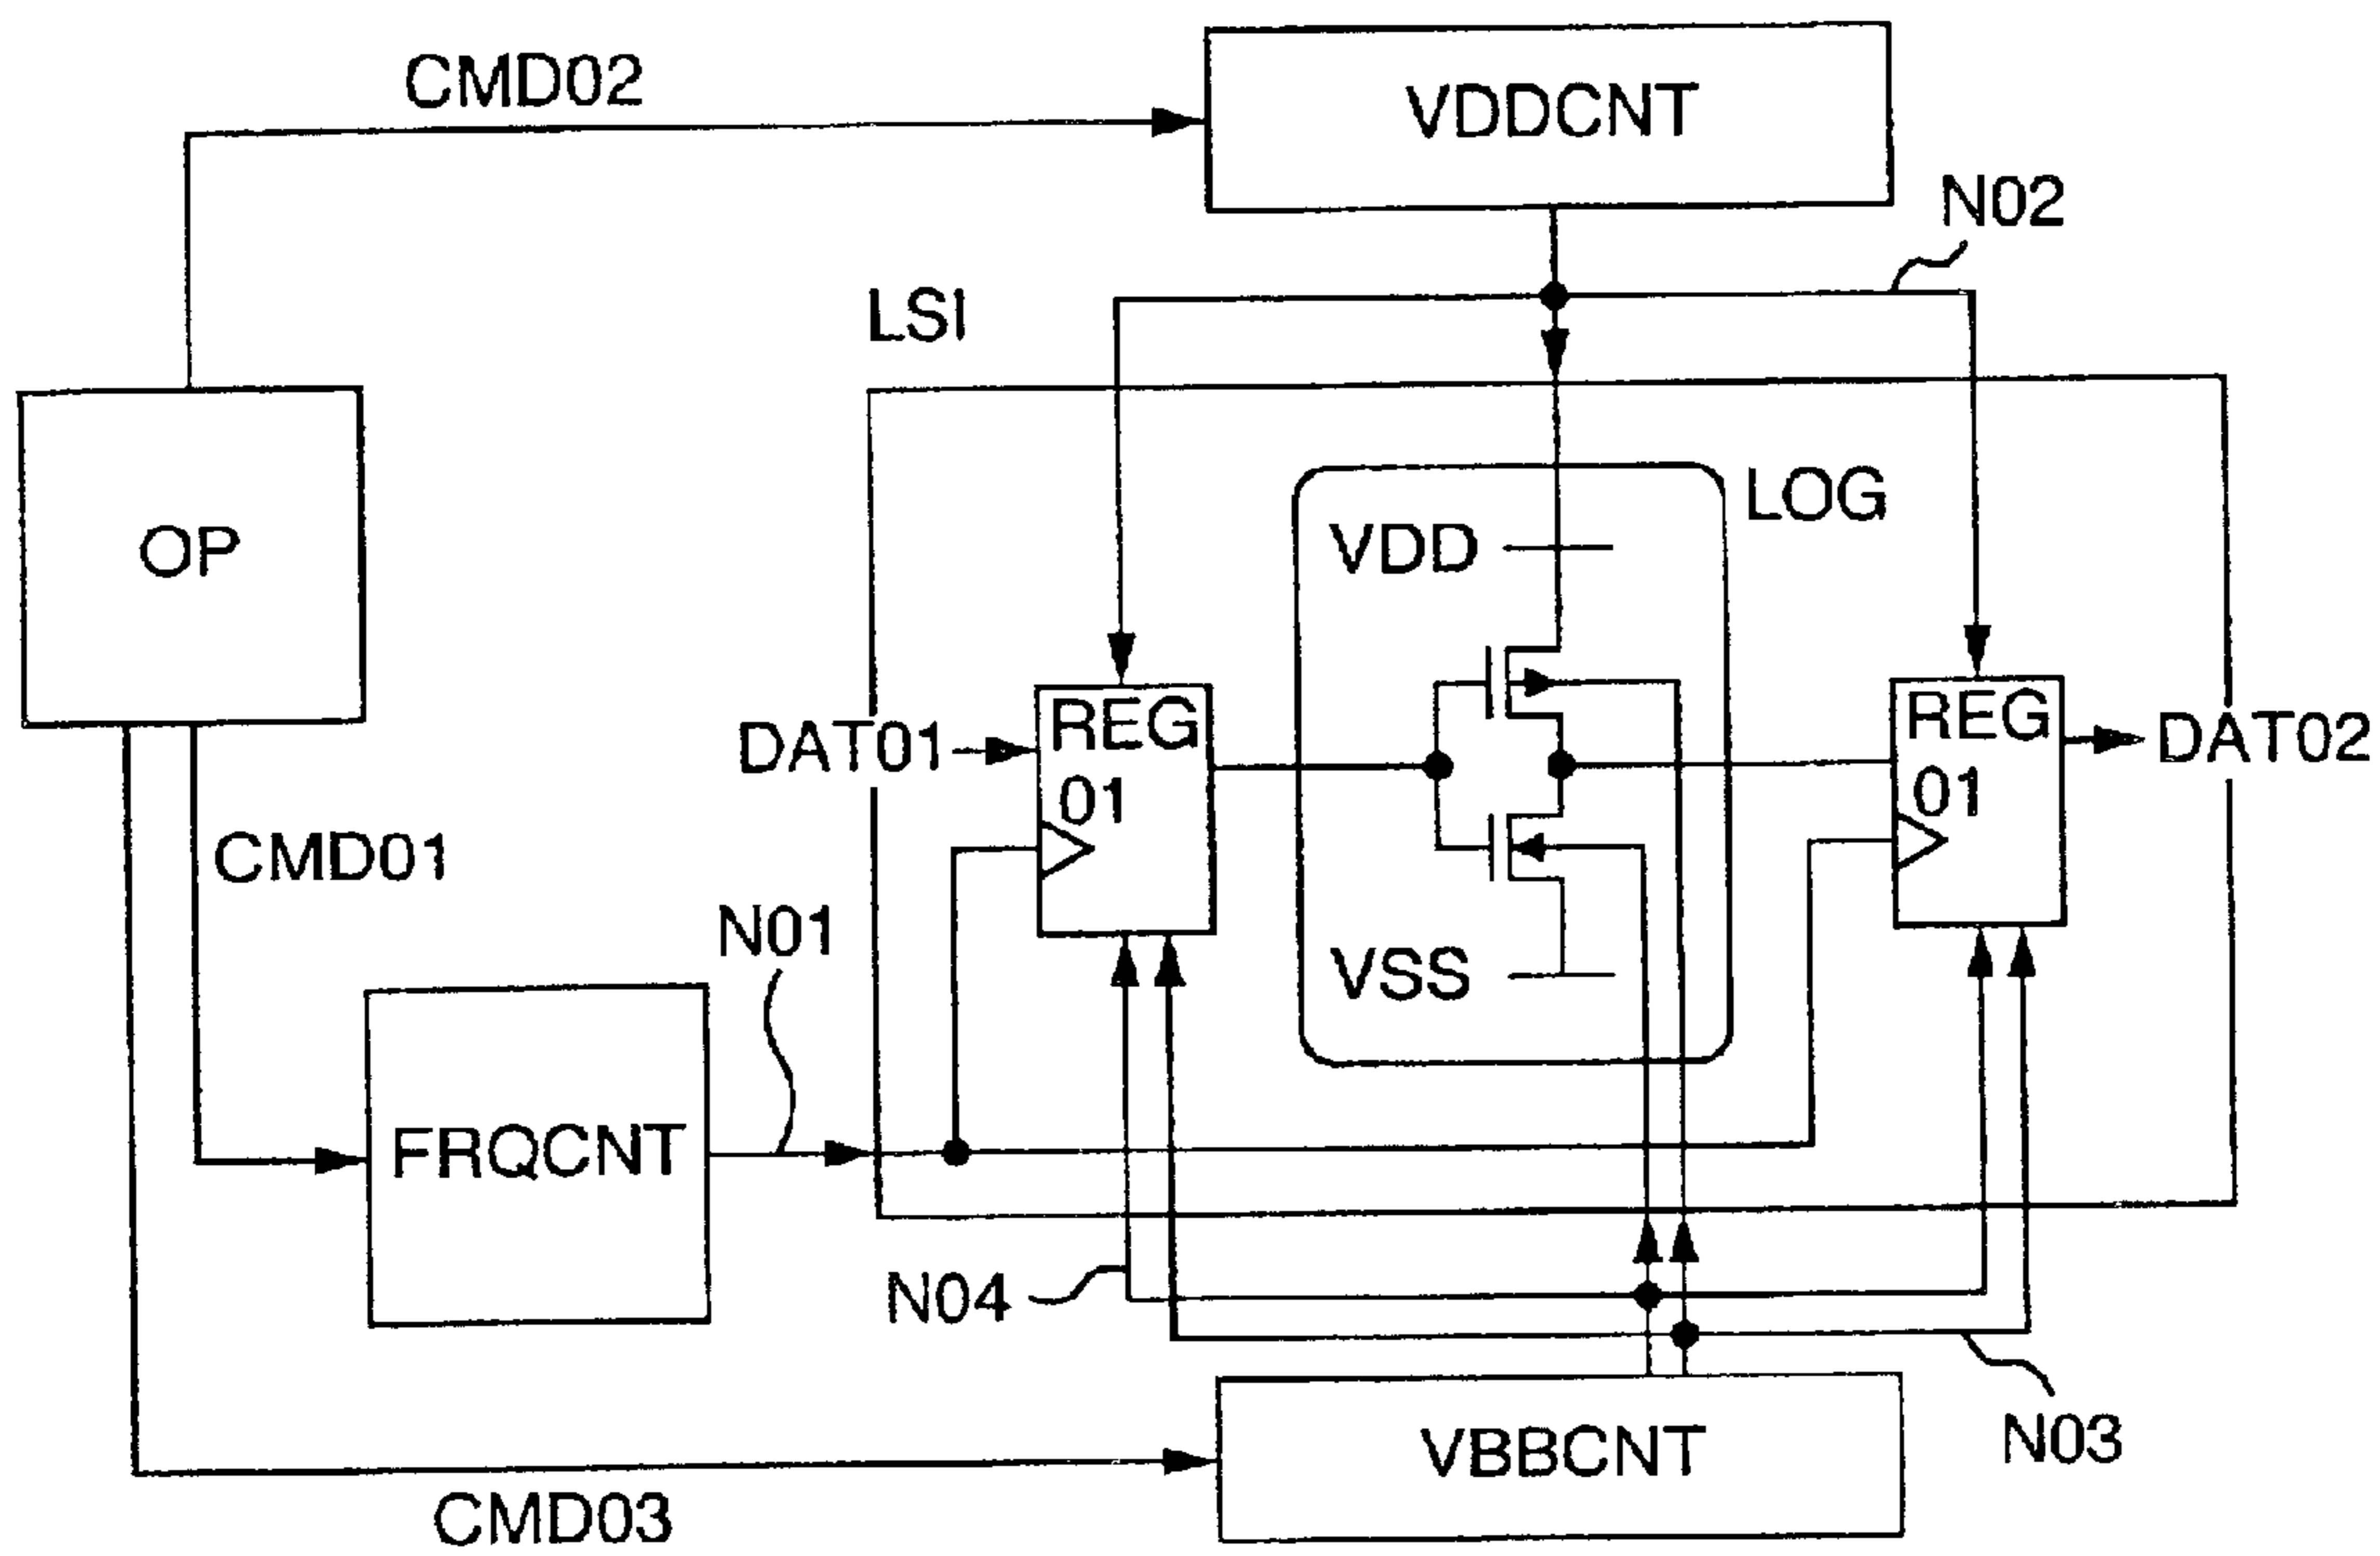 CMD02
VDDCNT
N02
LSI
OP
LOG
VDD
DAT01
REG
01
REG
01
DAT02
CMD01
N01
VSS
FRQCNT
N04
N03
VBBCNT
CMD03